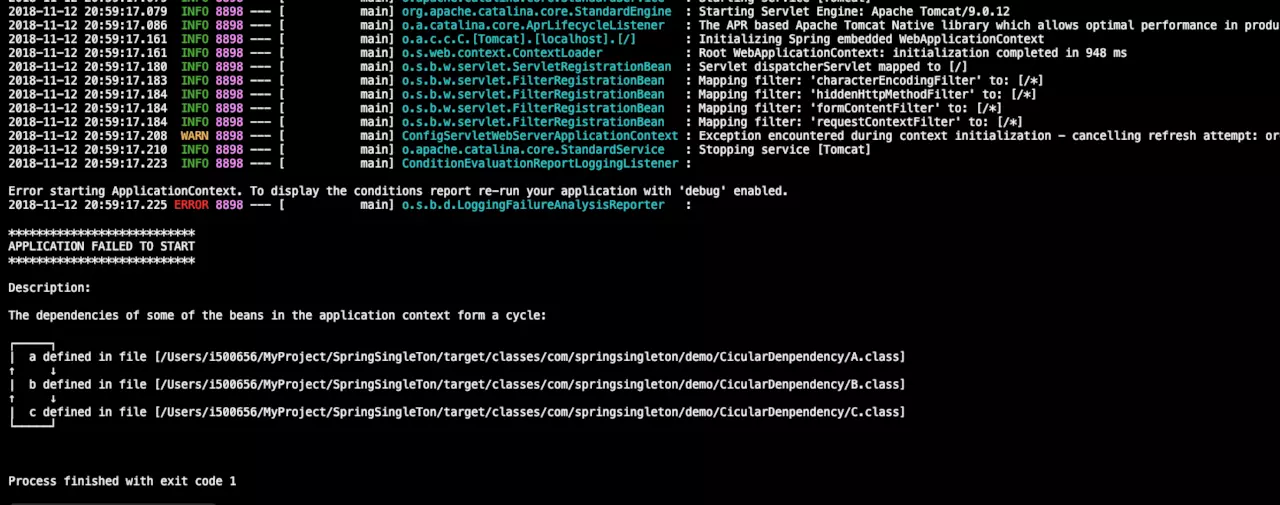 2018-11-12 20:59:17.079 INFO 8898 --- [ main] org.apache.catalina.core.StandardEngine : Starting Servlet Engine: Apache Tomcat/9.0.12
2018-11-12 20:59:17.086 INFO 8898 --- [ main] o.a.catalina.core.AprLifecycleListener : The APR based Apache Tomcat Native library which allows optimal performance in produ
2018-11-12 20:59:17.161 INFO 8898 --- [ main] o.a.c.c.C.[Tomcat].[localhost].[/] : Initializing Spring embedded WebApplicationContext
2018-11-12 20:59:17.161 INFO 8898 --- [ main] o.s.web.context.ContextLoader : Root WebApplicationContext: initialization completed in 948 ms
2018-11-12 20:59:17.180 INFO 8898 --- [ main] o.s.b.w.servlet.ServletRegistrationBean : Servlet dispatcherServlet mapped to [/]
2018-11-12 20:59:17.183 INFO 8898 --- [ main] o.s.b.w.servlet.FilterRegistrationBean : Mapping filter: 'characterEncodingFilter' to: [/*]
2018-11-12 20:59:17.184 INFO 8898 --- [ main] o.s.b.w.servlet.FilterRegistrationBean : Mapping filter: 'hiddenHttpMethodFilter' to: [/*]
2018-11-12 20:59:17.184 INFO 8898 --- [ main] o.s.b.w.servlet.FilterRegistrationBean : Mapping filter: 'formContentFilter' to: [/*]
2018-11-12 20:59:17.184 INFO 8898 --- [ main] o.s.b.w.servlet.FilterRegistrationBean : Mapping filter: 'requestContextFilter' to: [/*]
2018-11-12 20:59:17.208 WARN 8898 --- [ main] ConfigServletWebServerApplicationContext : Exception encountered during context initialization - cancelling refresh attempt: or
2018-11-12 20:59:17.210 INFO 8898 --- [ main] o.apache.catalina.core.StandardService : Stopping service [Tomcat]
2018-11-12 20:59:17.223 INFO 8898 --- [ main] ConditionEvaluationReportLoggingListener :
Error starting ApplicationContext. To display the conditions report re-run your application with 'debug' enabled.
2018-11-12 20:59:17.225 ERROR 8898 --- [ main] o.s.b.d.LoggingFailureAnalysisReporter :
***************************
APPLICATION FAILED TO START
***************************
Description:
The dependencies of some of the beans in the application context form a cycle:
┌─────┐
| a defined in file [/Users/i500656/MyProject/SpringSingleTon/target/classes/com/springsingleton/demo/CicularDenpendency/A.class]
↑ ↓
| b defined in file [/Users/i500656/MyProject/SpringSingleTon/target/classes/com/springsingleton/demo/CicularDenpendency/B.class]
↑ ↓
| c defined in file [/Users/i500656/MyProject/SpringSingleTon/target/classes/com/springsingleton/demo/CicularDenpendency/C.class]
└─────┘
Process finished with exit code 1